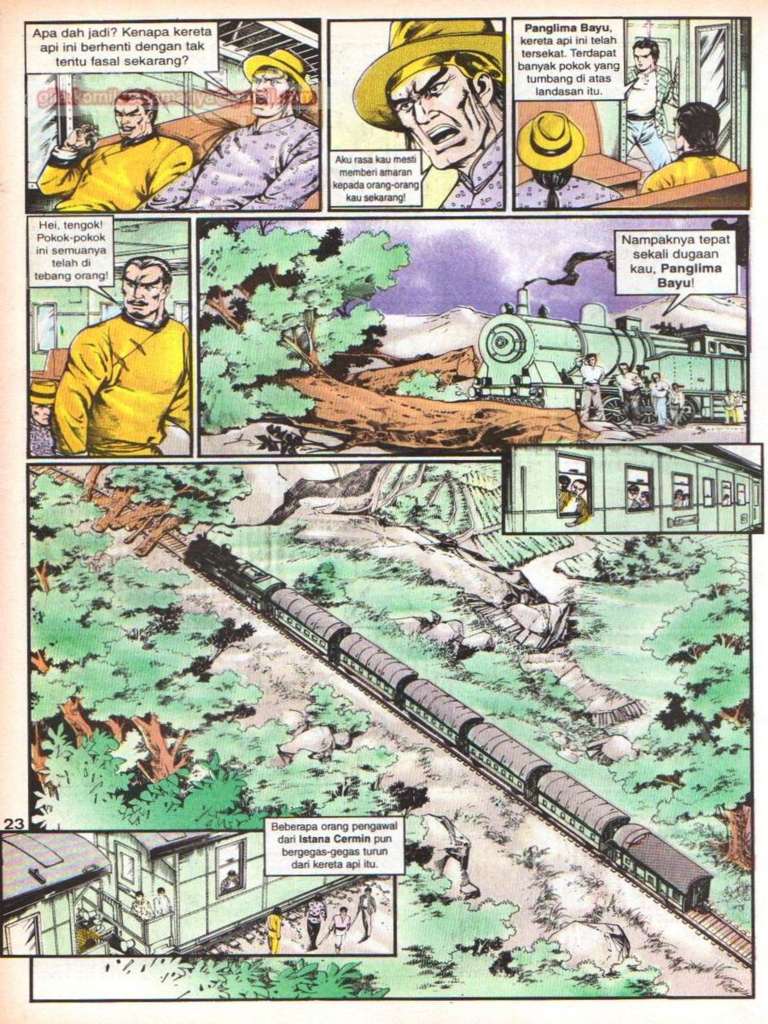 Apa dah jadi? Kenapa kereta
api ini berhenti dengan tak
tentu fasal sekarang?
Aku rasa kau mesti
memberi amaran
kepada orang-orang
kau sekarang!
Panglima Bayu,
kereta api ini telah
tersekat. Terdapat
banyak pokok yang
tumbang di atas
landasan itu.
Hei, tengok!
Pokok-pokok
ini semuanya
telah di
tebang orang!
Nampaknya tepat
sekali dugaan
kau, Panglima
Bayu!
23
Beberapa orang pengawal
dari Istana Cermin pun
bergegas-gegas turun
dari kereta api itu.